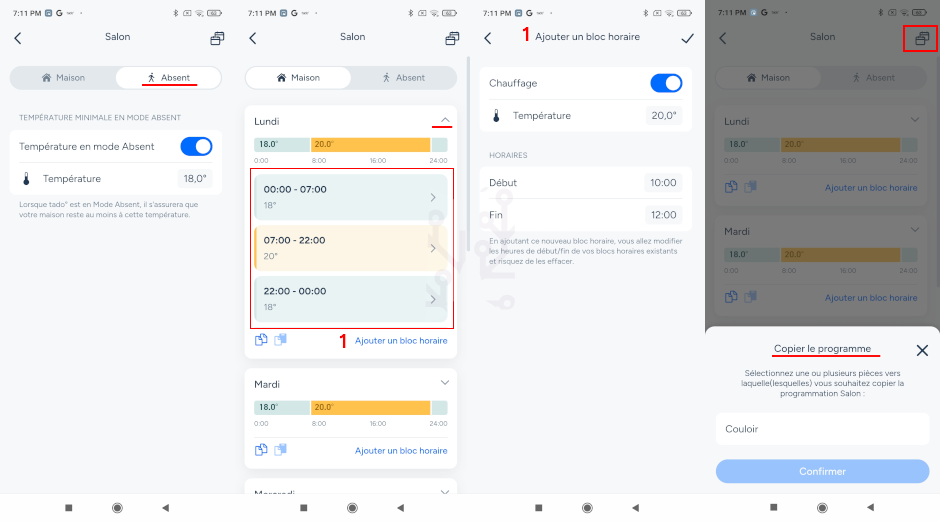 7:11 PM
Salon
Maison
Absent
TEMPÉRATURE MINIMALE EN MODE ABSENT
Température en mode Absent
Température
18,0°
Lorsque tado° est en Mode Absent, il s'assurera que
votre maison reste au moins à cette température.
7:11 PM
Salon
Maison
Absent
Lundi
18.0°
20.0°
0:00
8:00
16:00
24:00
00:00 - 07:00
18°
07:00 - 22:00
20°
22:00 - 00:00
18°
1
Ajouter un bloc horaire
Mardi
18.0°
20.0°
0:00
8:00
16:00
24:00
Ajouter un bloc horaire
Mercredi
7:11 PM
1
Ajouter un bloc horaire
Chauffage
Température
20,0°
HORAIRES
Début
10:00
Fin
12:00
En ajoutant ce nouveau bloc horaire, vous allez modifier
les heures de début/fin de vos blocs horaires existants
et risquez de les effacer.
7:11 PM
Salon
Maison
Absent
Lundi
18.0°
20.0°
0:00
8:00
16:00
24:00
Ajouter un bloc horaire
Mardi
18.0°
20.0°
0:00
8:00
16:00
24:00
Ajouter un bloc horaire
Copier le programme
Sélectionnez une ou plusieurs pièces vers
laquelle(lesquelles) vous souhaitez copier la
programmation Salon :
Couloir
Confirmer